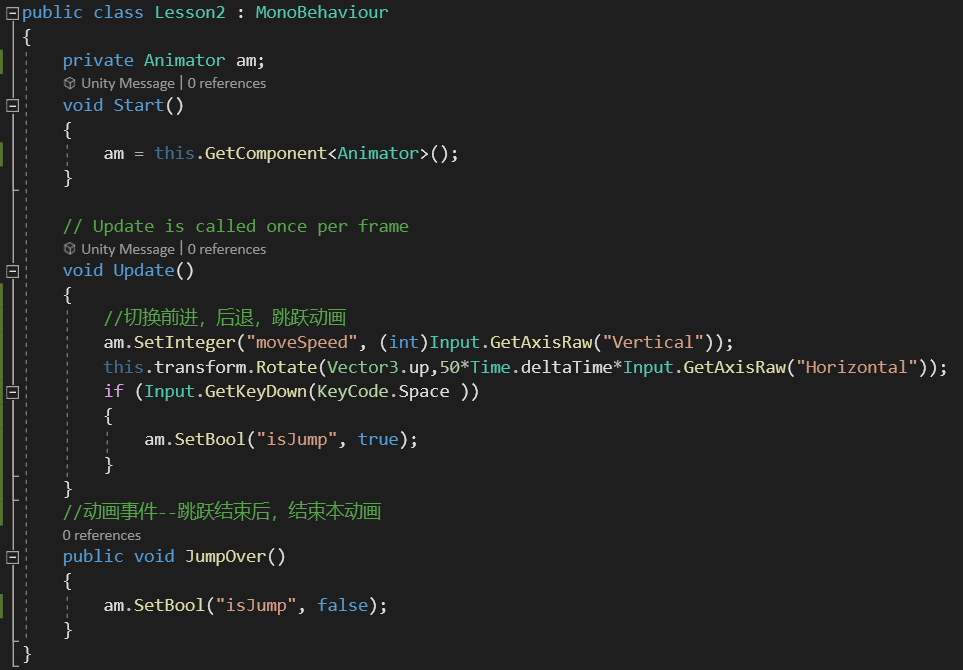 public class Lesson2 : MonoBehaviour
{
private Animator am;
Unity Message | 0 references
void Start()
{
am = this.GetComponent<Animator>();
}
// Update is called once per frame
Unity Message | 0 references
void Update()
{
//切换前进，后退，跳跃动画
am.SetInteger("moveSpeed", (int)Input.GetAxisRaw("Vertical"));
this.transform.Rotate(Vector3.up,50*Time.deltaTime*Input.GetAxisRaw("Horizontal"));
if (Input.GetKeyDown(KeyCode.Space ))
{
am.SetBool("isJump", true);
}
}
//动画事件--跳跃结束后，结束本动画
0 references
public void JumpOver()
{
am.SetBool("isJump", false);
}
}